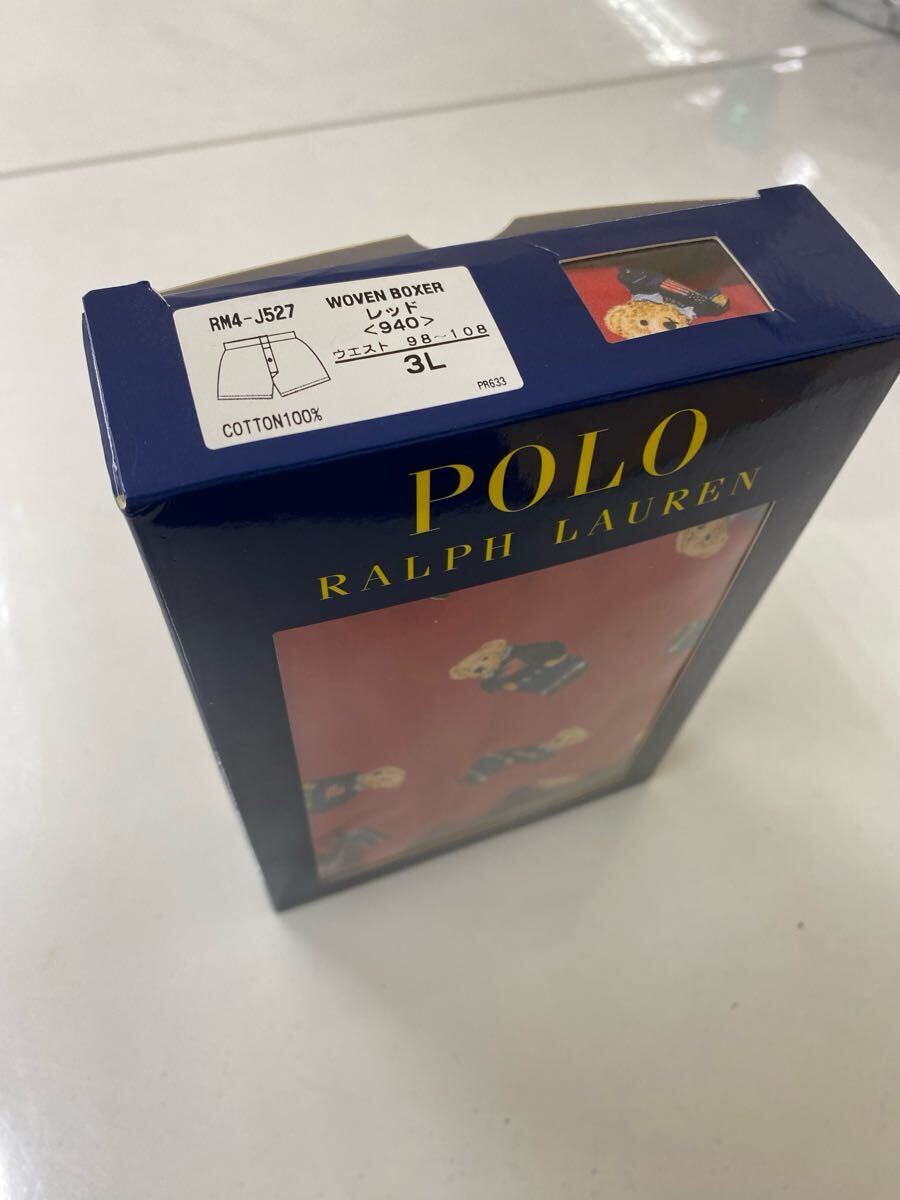 RM4-J527
WOVEN BOXER
レッド
<940>
ウエスト 98~108
3L
COTTON100%
PR633
POLO
RALPH LAUREN